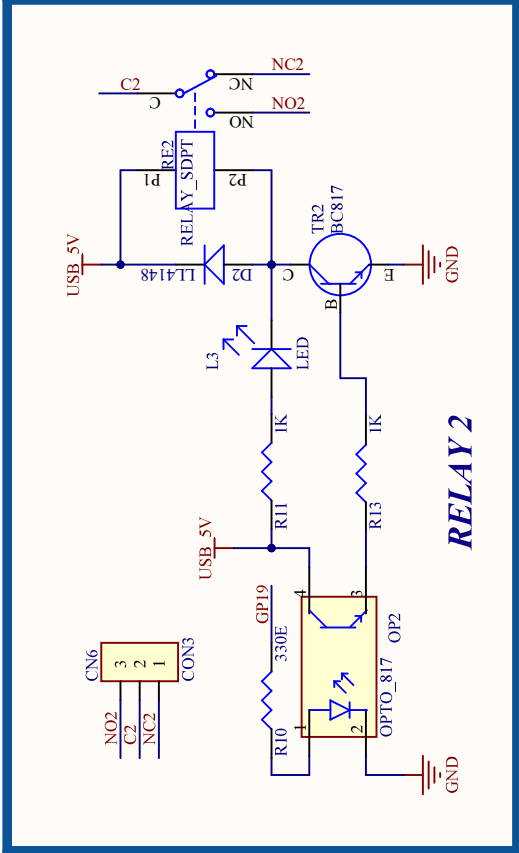 C2
C
NC2
NC
NO2
NO
RE2
RELAY_SDPT
P1
P2
USB_5V
LL4148
D2
C
TR2
BC817
E
B
GND
L3
LED
1K
R11
1K
R13
USB_5V
GP19
330E
R10
4
3
1
2
OP2
OPTO_817
GND
CN6
3
2
1
CON3
NO2
C2
NC2
RELAY 2